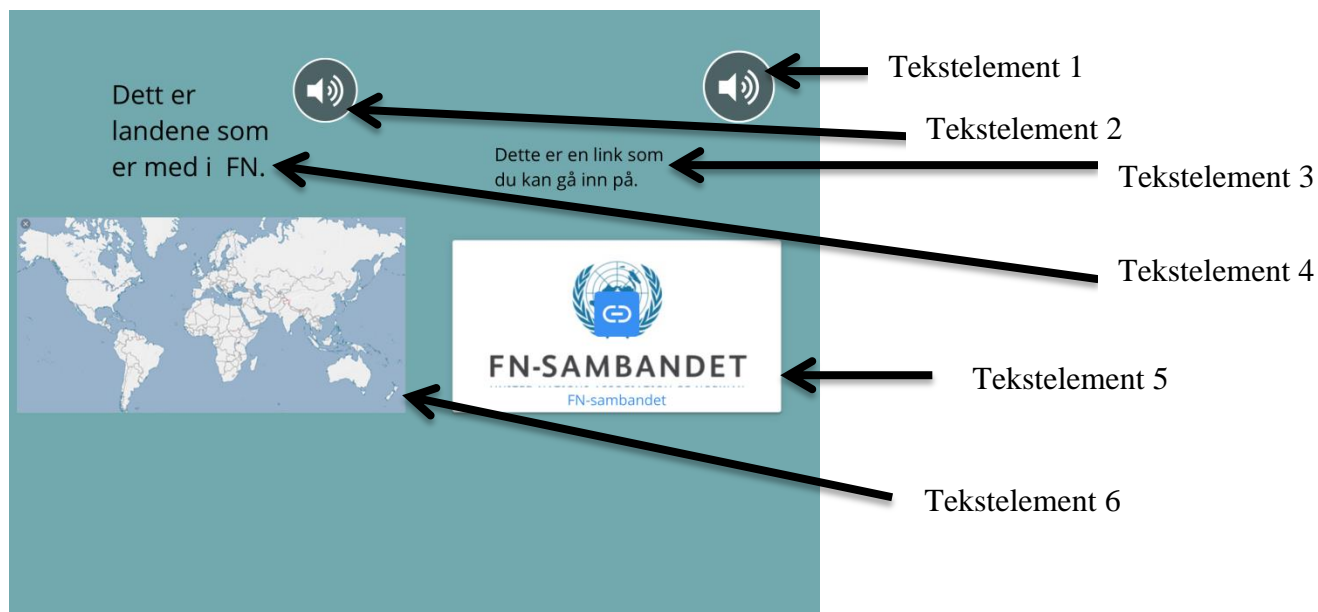 Tekstelement 1
Dett er
landene som
er med i FN.
Tekstelement 2
Dette er en link som
du kan gå inn på.
Tekstelement 3
Tekstelement 4
FN-SAMBANDET
FN-sambandet
Tekstelement 5
Tekstelement 6